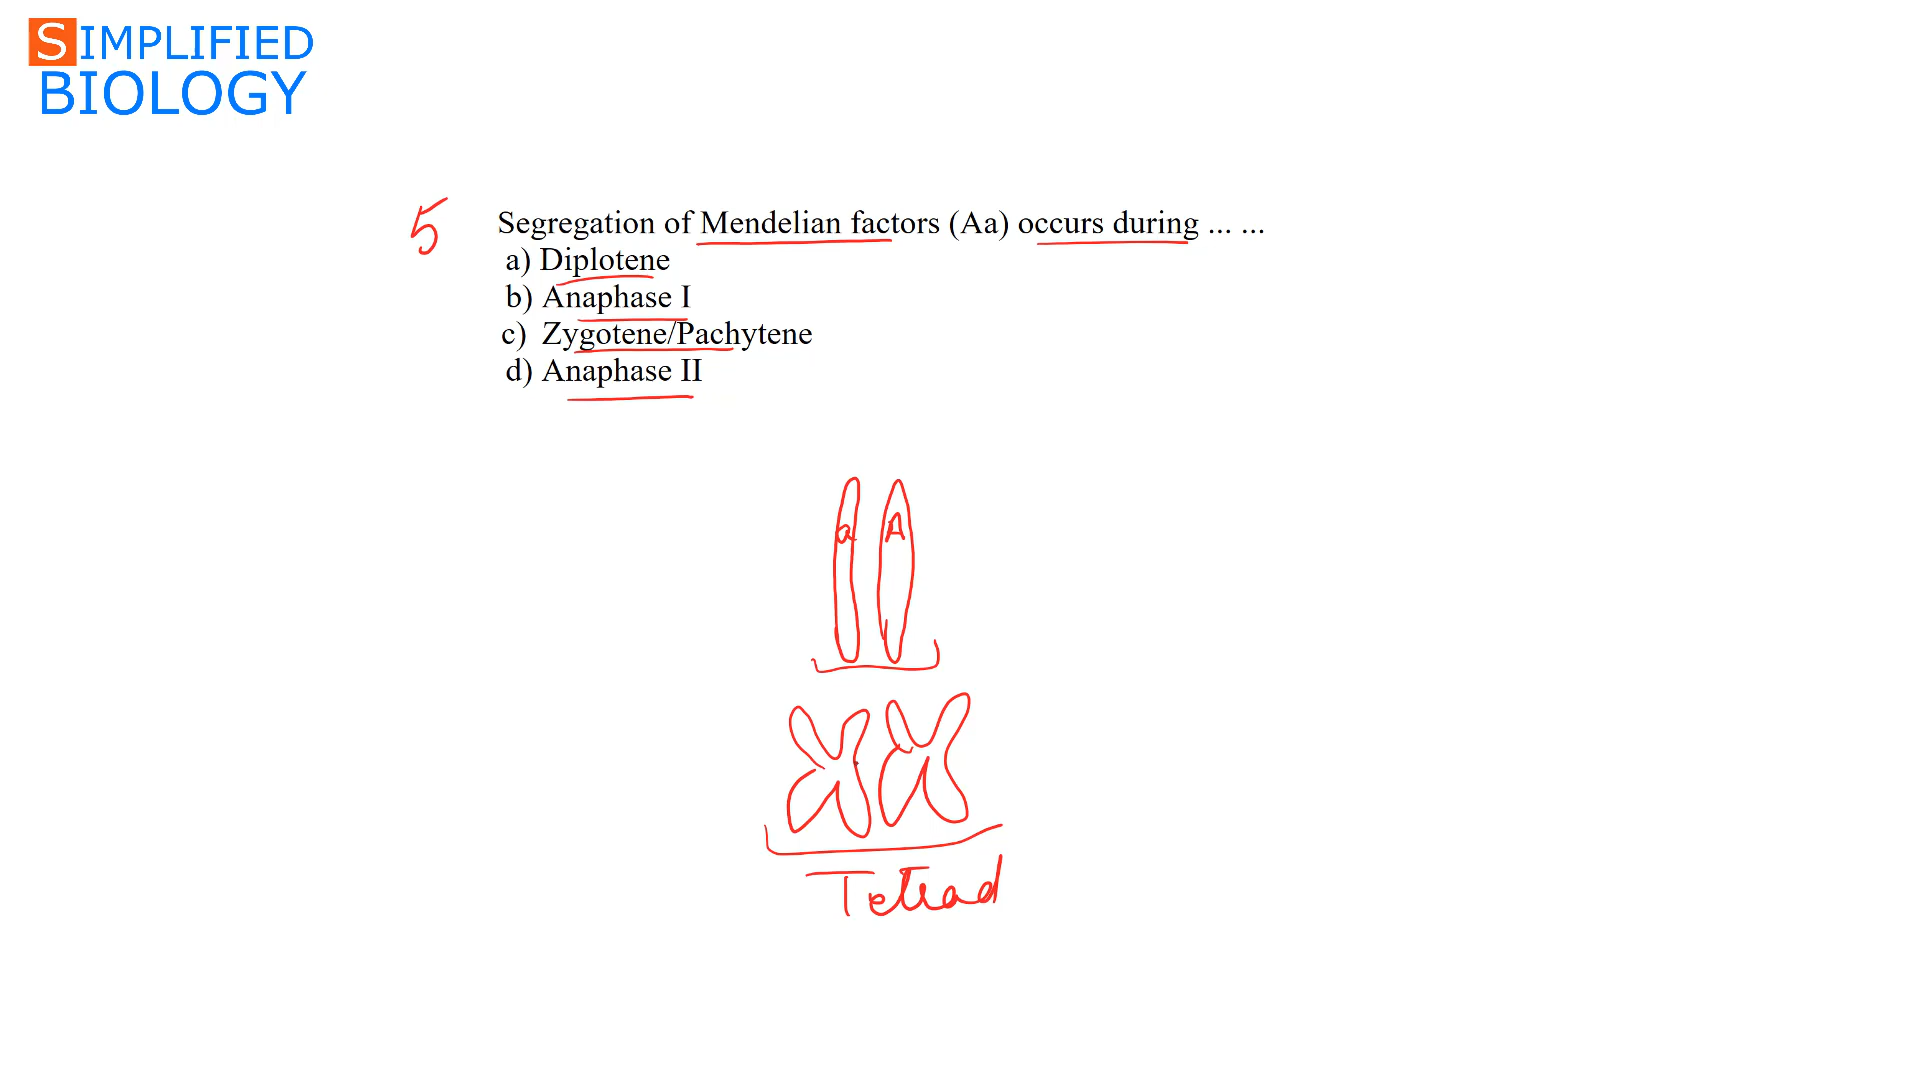 SIMPLIFIED
BIOLOGY
5 Segregation of Mendelian factors (Aa) occurs during ... ...
a) Diplotene
b) Anaphase I
c) Zygotene/Pachytene
d) Anaphase II
a A
Tetrad